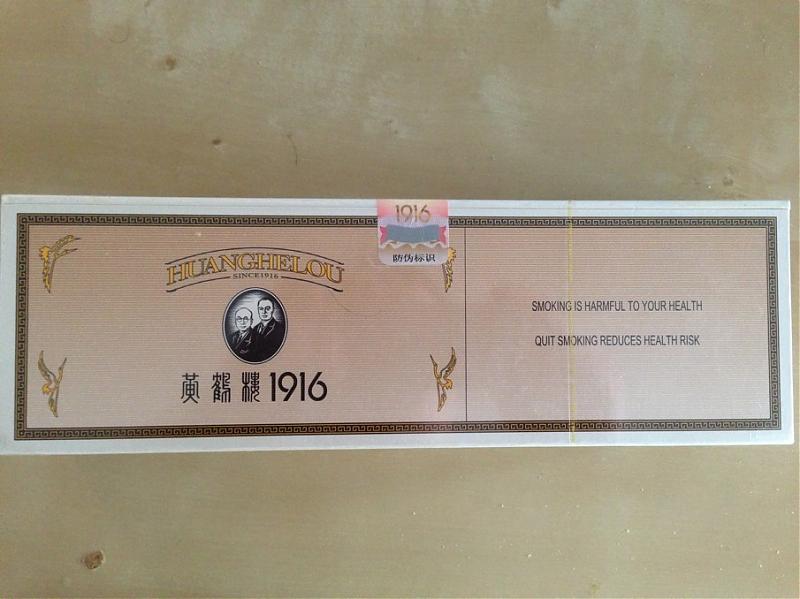 1916
防伪标识
HUANGHELOU
SINCE1916
黄鹤樓1916
SMOKING IS HARMFUL TO YOUR HEALTH
QUIT SMOKING REDUCES HEALTH RISK